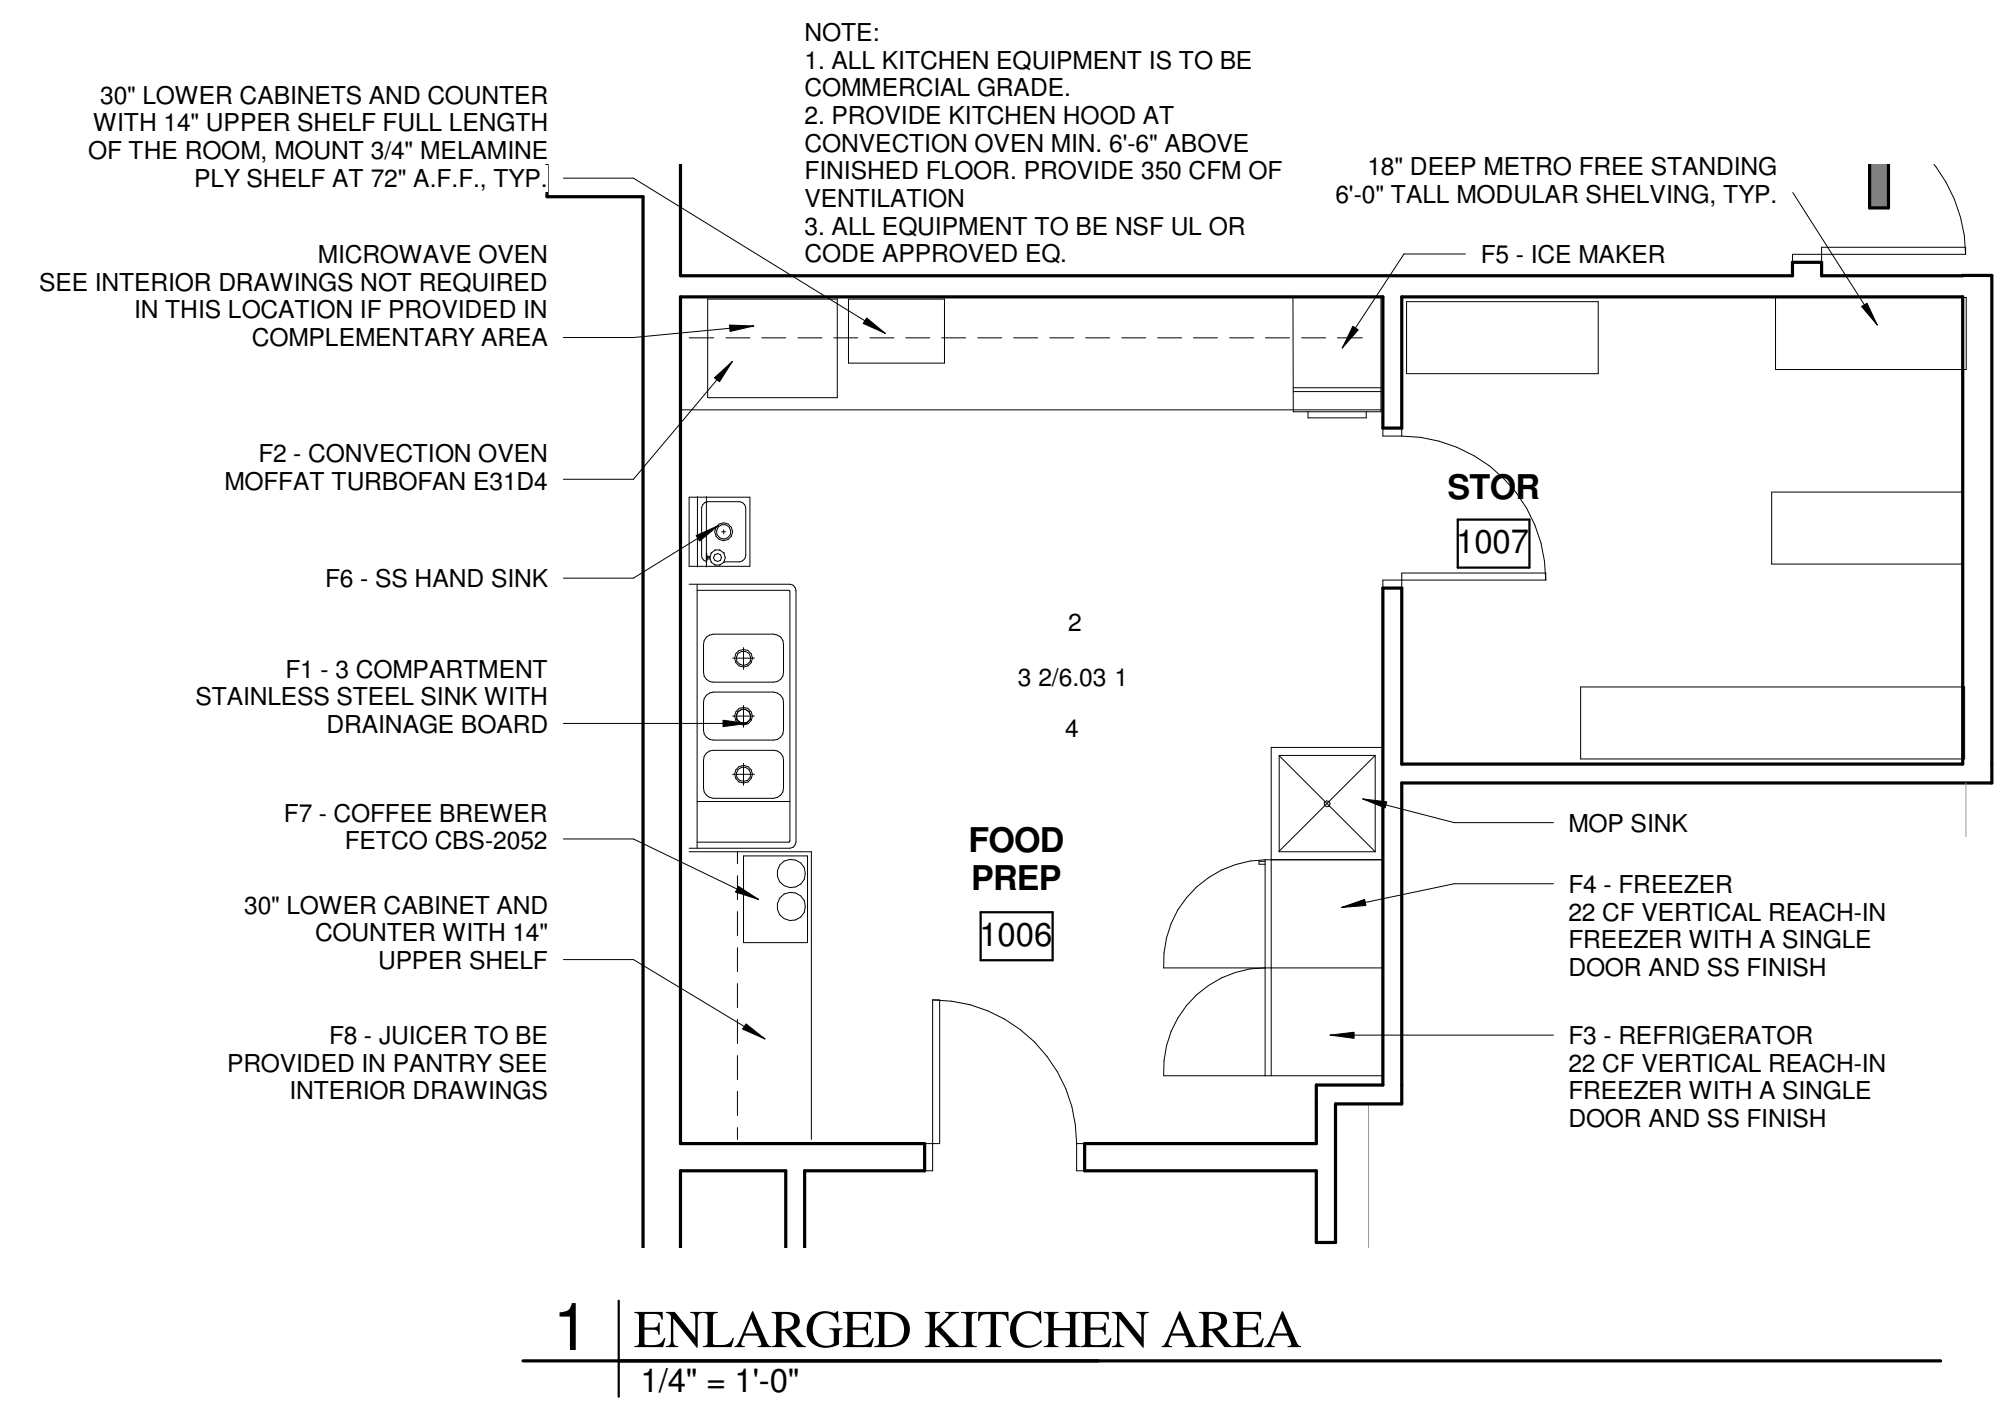 NOTE:
1. ALL KITCHEN EQUIPMENT IS TO BE
COMMERCIAL GRADE.
2. PROVIDE KITCHEN HOOD AT
CONVECTION OVEN MIN. 6'-6" ABOVE
FINISHED FLOOR. PROVIDE 350 CFM OF
VENTILATION
3. ALL EQUIPMENT TO BE NSF UL OR
CODE APPROVED EQ.
30" LOWER CABINETS AND COUNTER
WITH 14" UPPER SHELF FULL LENGTH
OF THE ROOM, MOUNT 3/4" MELAMINE
PLY SHELF AT 72" A.F.F., TYP.
18" DEEP METRO FREE STANDING
6'-0" TALL MODULAR SHELVING, TYP.
MICROWAVE OVEN
SEE INTERIOR DRAWINGS NOT REQUIRED
IN THIS LOCATION IF PROVIDED IN
COMPLEMENTARY AREA
F5 - ICE MAKER
F2 - CONVECTION OVEN
MOFFAT TURBOFAN E31D4
STOR
1007
F6 - SS HAND SINK
2
3 2/6.03 1
4
F1 - 3 COMPARTMENT
STAINLESS STEEL SINK WITH
DRAINAGE BOARD
F7 - COFFEE BREWER
FETCO CBS-2052
FOOD
PREP
1006
MOP SINK
30" LOWER CABINET AND
COUNTER WITH 14"
UPPER SHELF
F4 - FREEZER
22 CF VERTICAL REACH-IN
FREEZER WITH A SINGLE
DOOR AND SS FINISH
F8 - JUICER TO BE
PROVIDED IN PANTRY SEE
INTERIOR DRAWINGS
F3 - REFRIGERATOR
22 CF VERTICAL REACH-IN
FREEZER WITH A SINGLE
DOOR AND SS FINISH
1 ENLARGED KITCHEN AREA
1/4" = 1'-0"